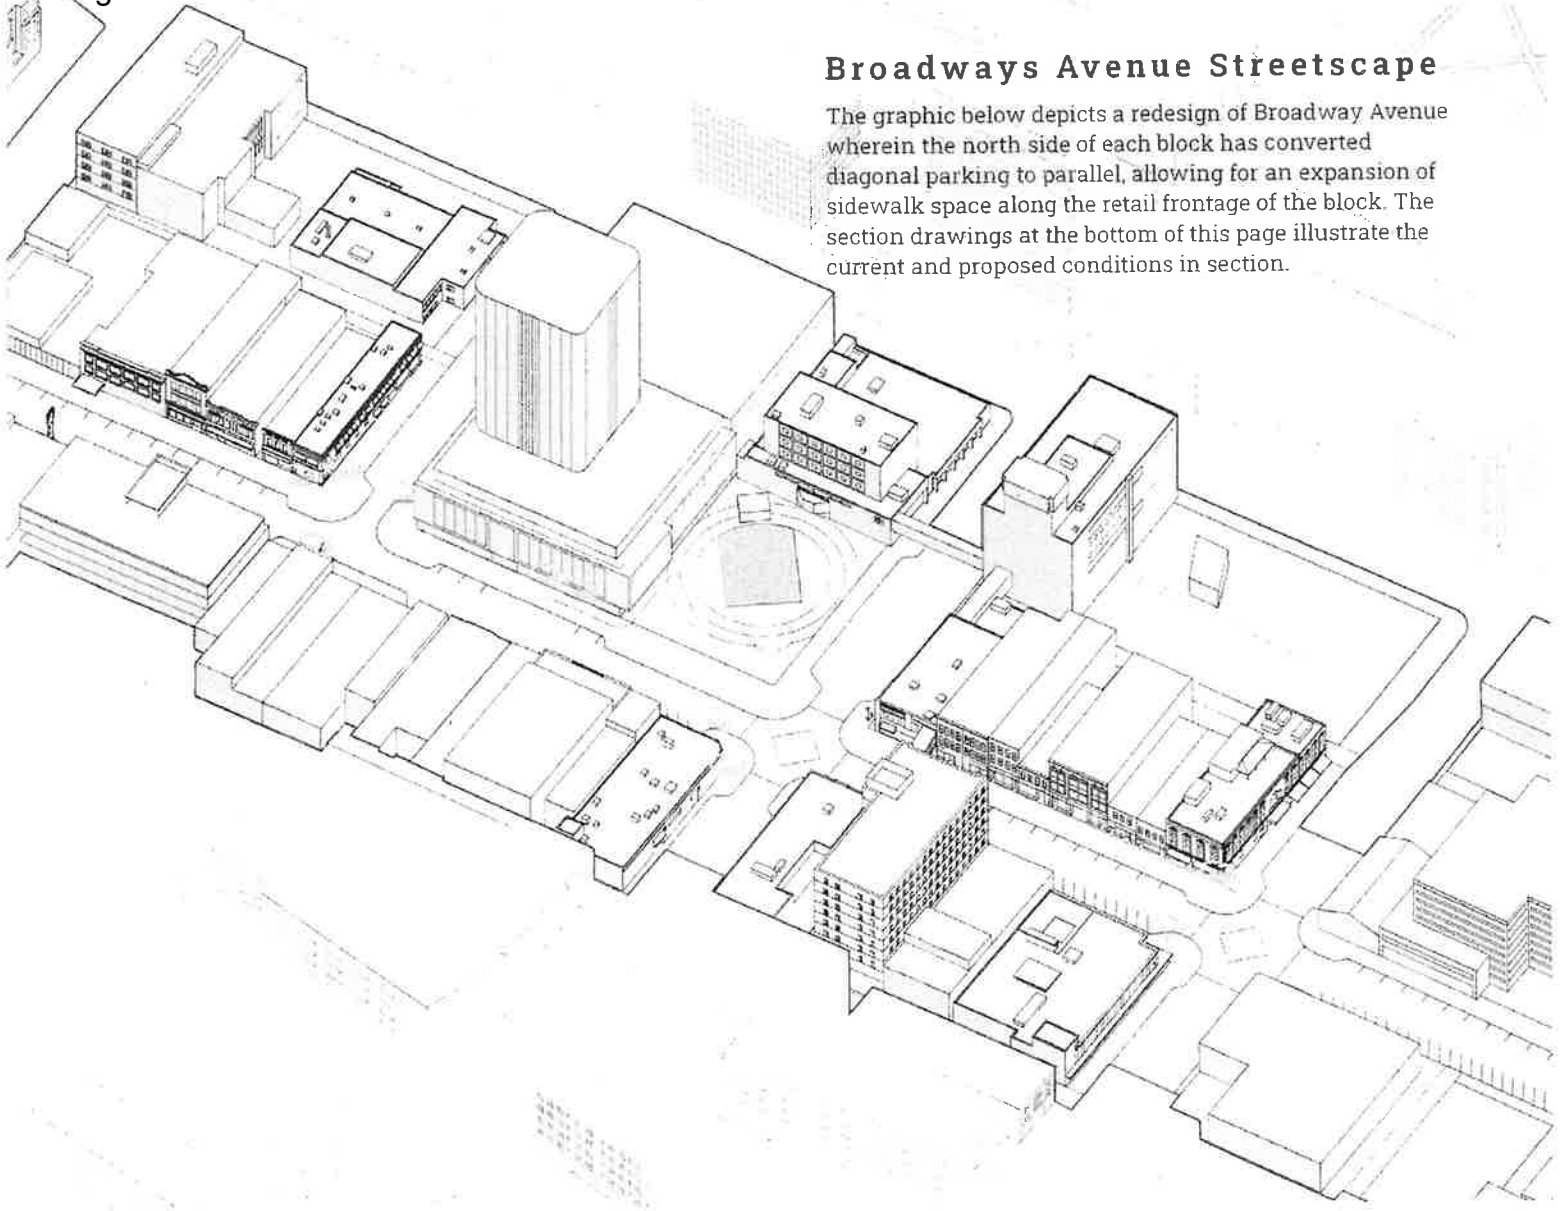 Broadways Avenue Streetscape
The graphic below depicts a redesign of Broadway Avenue
wherein the north side of each block has converted
diagonal parking to parallel, allowing for an expansion of
sidewalk space along the retail frontage of the block. The
section drawings at the bottom of this page illustrate the
current and proposed conditions in section.